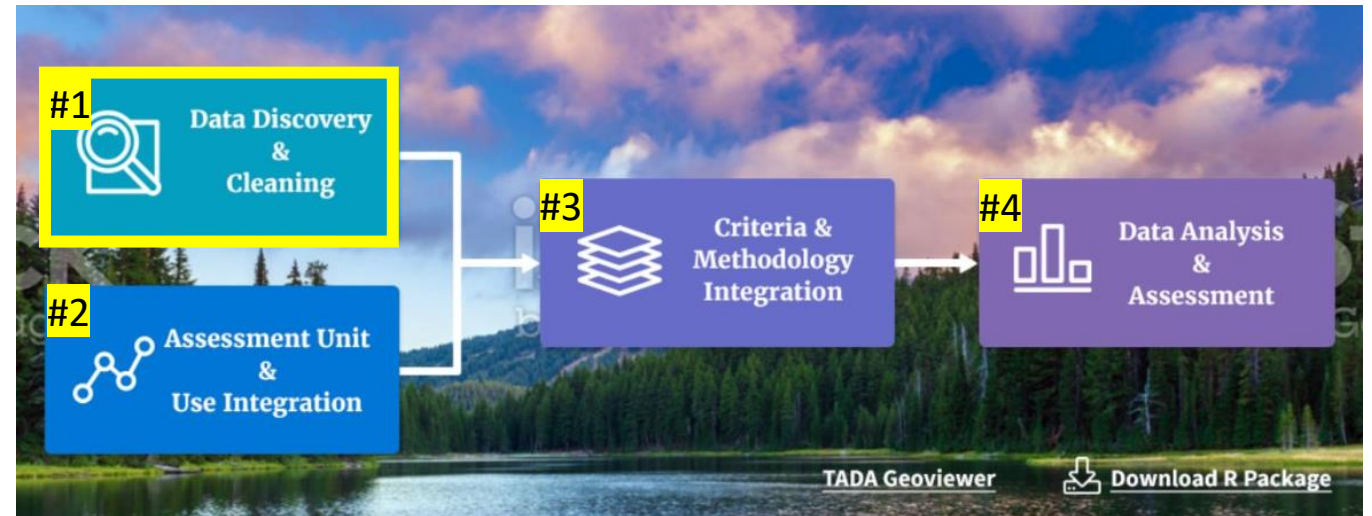 #1
Data Discovery
&
Cleaning
#2
Assessment Unit
&
Use Integration
#3
Criteria &
Methodology
Integration
#4
Data Analysis
&
Assessment
TADA Geoviewer
Download R Package